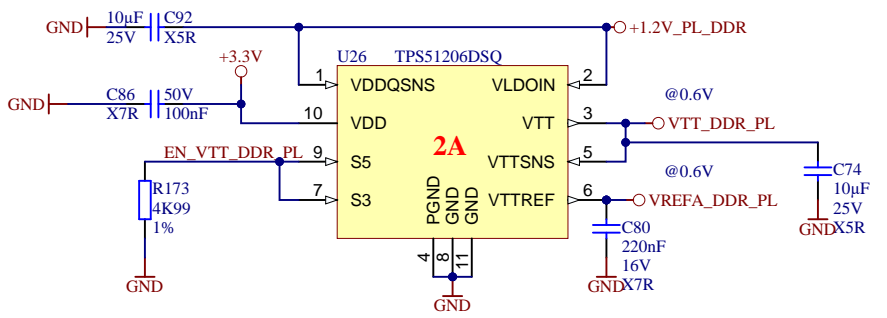 10µF C92
GND
25V X5R
+1.2V_PL_DDR
+3.3V
U26 TPS51206DSQ
1 VDDQSNS VLDOIN 2
C86 50V
GND
X7R 100nF
@0.6V
10 VDD VTT 3
VTT_DDR_PL
2A
EN_VTT_DDR_PL
9 S5 VTTSNS 5
@0.6V
C74
10µF
25V
GND X5R
R173
4K99
1%
7 S3 VTTREF 6
VREFA_DDR_PL
PGND
GND
GND
C80
220nF
16V
GND X7R
4
8
11
GND
GND